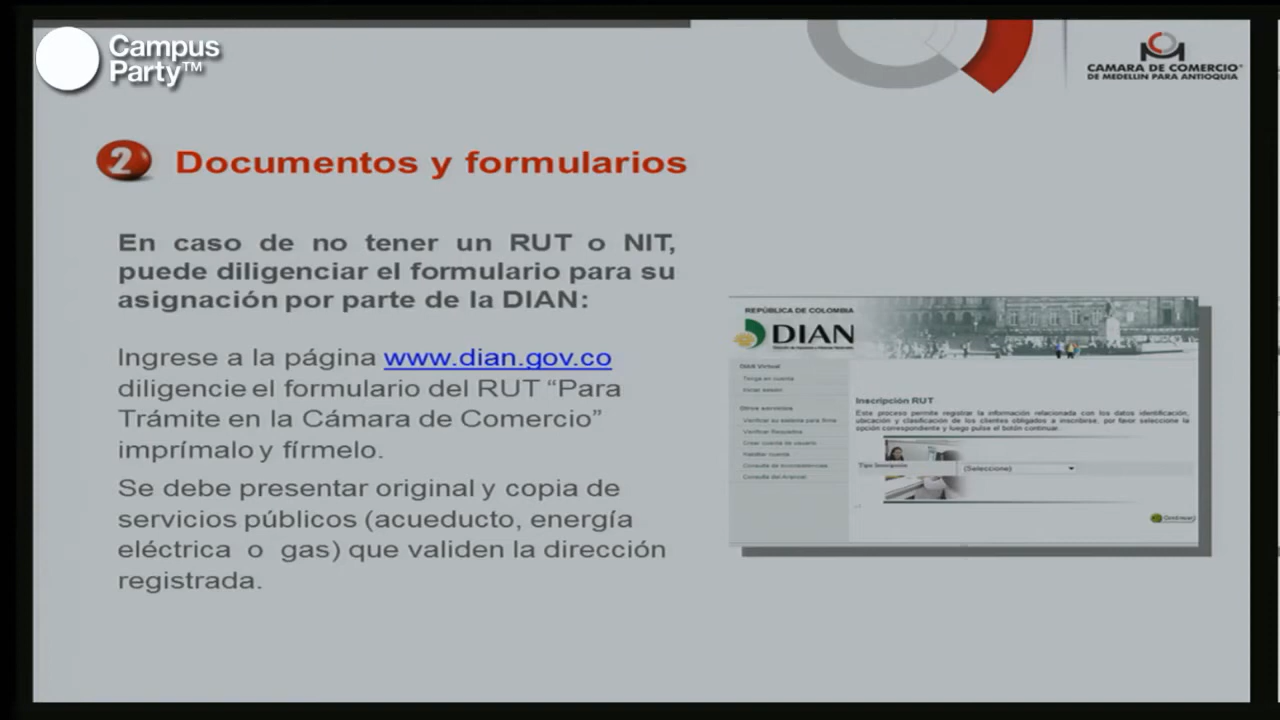 Campus
Party™
CAMARA DE COMERCIO
DE MEDELLIN PARA ANTIOQUIA
2 Documentos y formularios
En caso de no tener un RUT o NIT,
puede diligenciar el formulario para su
asignación por parte de la DIAN:
Ingrese a la página www.dian.gov.co
diligencie el formulario del RUT “Para
Trámite en la Cámara de Comercio”
imprímalo y fírmelo.
Se debe presentar original y copia de
servicios públicos (acueducto, energía
eléctrica o gas) que validen la dirección
registrada.
REPÚBLICA DE COLOMBIA
DIAN
DIAN Virtual
Tenga en cuenta
Iniciar sesión
Otros servicios
Verificar su sistema para firma
Verificar Requisitos
Crear cuenta de usuario
Habilitar cuenta
Consulta de Inconsistencias
Consulta del Arancel
Inscripción RUT
Este proceso permite registrar la información relacionada con los datos identificación,
ubicación y clasificación de los clientes obligados a inscribirse, por favor seleccione la
opción correspondiente y luego pulse el botón continuar.
Tipo Inscripción
(Seleccione)
Continuar